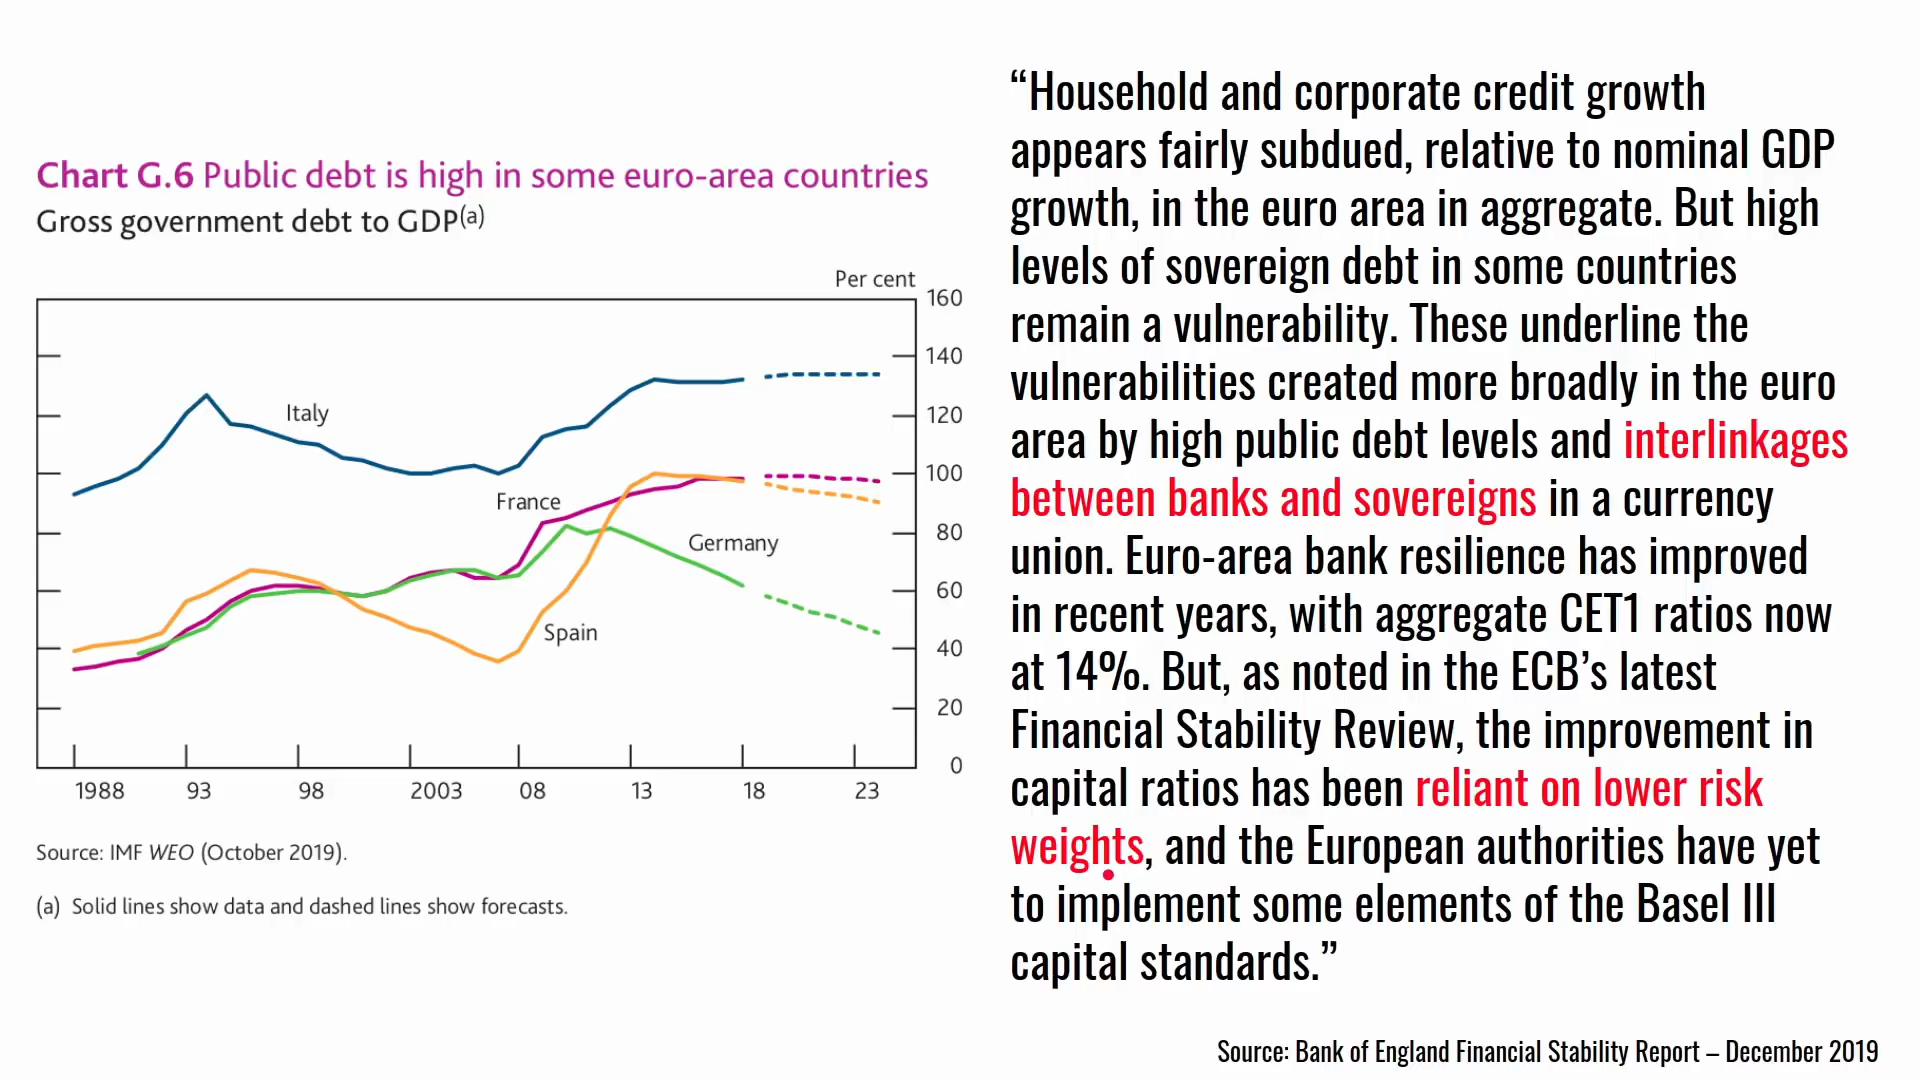 Chart G.6 Public debt is high in some euro-area countries
Gross government debt to GDP(a)
Per cent
160
140
120
100
80
60
40
20
0
Italy
France
Germany
Spain
1988 93 98 2003 08 13 18 23
Source: IMF WEO (October 2019).
(a) Solid lines show data and dashed lines show forecasts.
“Household and corporate credit growth
appears fairly subdued, relative to nominal GDP
growth, in the euro area in aggregate. But high
levels of sovereign debt in some countries
remain a vulnerability. These underline the
vulnerabilities created more broadly in the euro
area by high public debt levels and interlinkages
between banks and sovereigns in a currency
union. Euro-area bank resilience has improved
in recent years, with aggregate CET1 ratios now
at 14%. But, as noted in the ECB’s latest
Financial Stability Review, the improvement in
capital ratios has been reliant on lower risk
weights, and the European authorities have yet
to implement some elements of the Basel III
capital standards.”
Source: Bank of England Financial Stability Report – December 2019